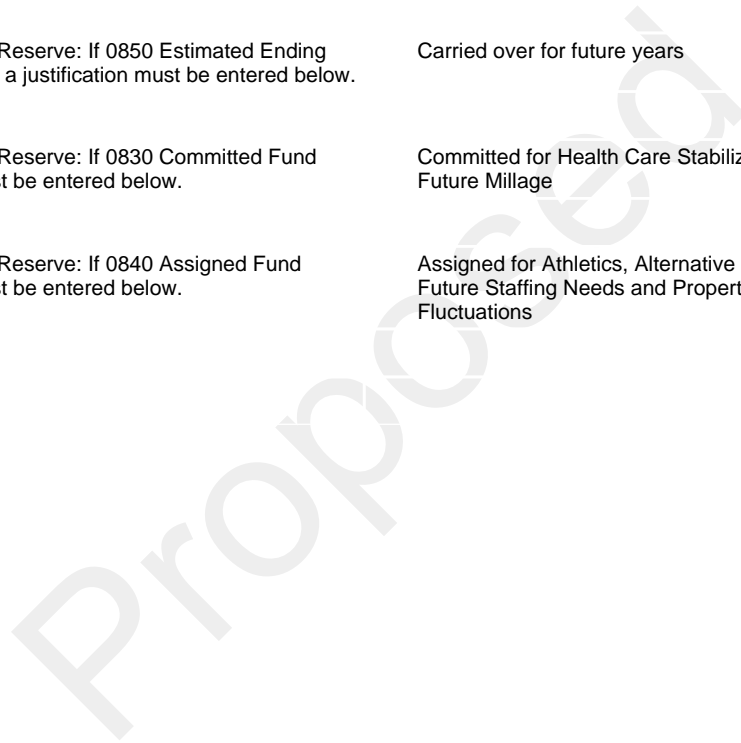 Reserve: If 0850 Estimated Ending
a justification must be entered below.
Carried over for future years
Reserve: If 0830 Committed Fund
t be entered below.
Committed for Health Care Stabiliz
Future Millage
Reserve: If 0840 Assigned Fund
t be entered below.
Assigned for Athletics, Alternative
Future Staffing Needs and Propert
Fluctuations
Proposed